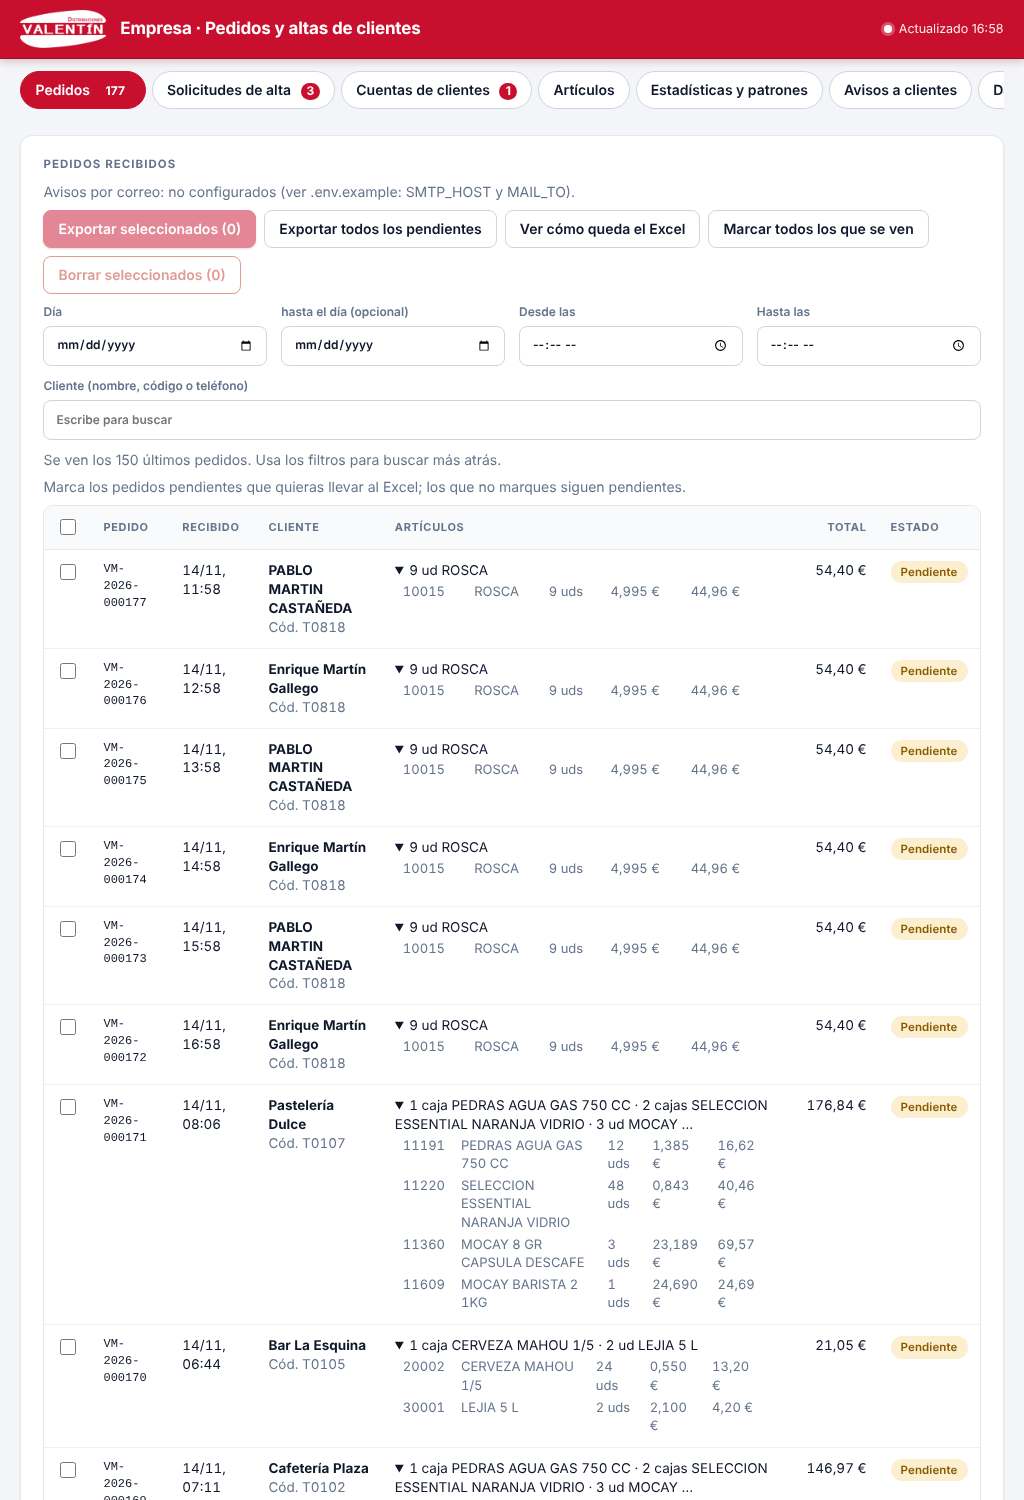 Distribuciones
VALENTÍN
Empresa · Pedidos y altas de clientes
Actualizado 16:58
Pedidos 177
Solicitudes de alta 3
Cuentas de clientes 1
Artículos
Estadísticas y patrones
Avisos a clientes
D
PEDIDOS RECIBIDOS
Avisos por correo: no configurados (ver .env.example: SMTP_HOST y MAIL_TO).
Exportar seleccionados (0)
Exportar todos los pendientes
Ver cómo queda el Excel
Marcar todos los que se ven
Borrar seleccionados (0)
Día
hasta el día (opcional)
Desde las
Hasta las
mm/dd/yyyy
mm/dd/yyyy
--:-- --
--:-- --
Cliente (nombre, código o teléfono)
Escribe para buscar
Se ven los 150 últimos pedidos. Usa los filtros para buscar más atrás.
Marca los pedidos pendientes que quieras llevar al Excel; los que no marques siguen pendientes.
PEDIDO RECIBIDO CLIENTE ARTÍCULOS TOTAL ESTADO
VM-
2026-
000177
14/11,
11:58
PABLO
MARTIN
CASTAÑEDA
Cód. T0818
▼ 9 ud ROSCA
10015 ROSCA 9 uds 4,995 € 44,96 €
54,40 €
Pendiente
VM-
2026-
000176
14/11,
12:58
Enrique Martín
Gallego
Cód. T0818
▼ 9 ud ROSCA
10015 ROSCA 9 uds 4,995 € 44,96 €
54,40 €
Pendiente
VM-
2026-
000175
14/11,
13:58
PABLO
MARTIN
CASTAÑEDA
Cód. T0818
▼ 9 ud ROSCA
10015 ROSCA 9 uds 4,995 € 44,96 €
54,40 €
Pendiente
VM-
2026-
000174
14/11,
14:58
Enrique Martín
Gallego
Cód. T0818
▼ 9 ud ROSCA
10015 ROSCA 9 uds 4,995 € 44,96 €
54,40 €
Pendiente
VM-
2026-
000173
14/11,
15:58
PABLO
MARTIN
CASTAÑEDA
Cód. T0818
▼ 9 ud ROSCA
10015 ROSCA 9 uds 4,995 € 44,96 €
54,40 €
Pendiente
VM-
2026-
000172
14/11,
16:58
Enrique Martín
Gallego
Cód. T0818
▼ 9 ud ROSCA
10015 ROSCA 9 uds 4,995 € 44,96 €
54,40 €
Pendiente
VM-
2026-
000171
14/11,
08:06
Pastelería
Dulce
Cód. T0107
▼ 1 caja PEDRAS AGUA GAS 750 CC · 2 cajas SELECCION
ESSENTIAL NARANJA VIDRIO · 3 ud MOCAY ...
11191 PEDRAS AGUA GAS 12 1,385 16,62
750 CC uds € €
11220 SELECCION 48 0,843 40,46
ESSENTIAL uds € €
NARANJA VIDRIO
11360 MOCAY 8 GR 3 23,189 69,57
CAPSULA DESCAFE uds € €
11609 MOCAY BARISTA 2 1 24,690 24,69
1KG uds € €
176,84 €
Pendiente
VM-
2026-
000170
14/11,
06:44
Bar La Esquina
Cód. T0105
▼ 1 caja CERVEZA MAHOU 1/5 · 2 ud LEJIA 5 L
20002 CERVEZA MAHOU 24 0,550 13,20
1/5 uds € €
30001 LEJIA 5 L 2 uds 2,100 4,20 €
€
21,05 €
Pendiente
VM-
2026-
000169
14/11,
07:11
Cafetería Plaza
Cód. T0102
▼ 1 caja PEDRAS AGUA GAS 750 CC · 2 cajas SELECCION
ESSENTIAL NARANJA VIDRIO · 3 ud MOCAY ...
146,97 €
Pendiente